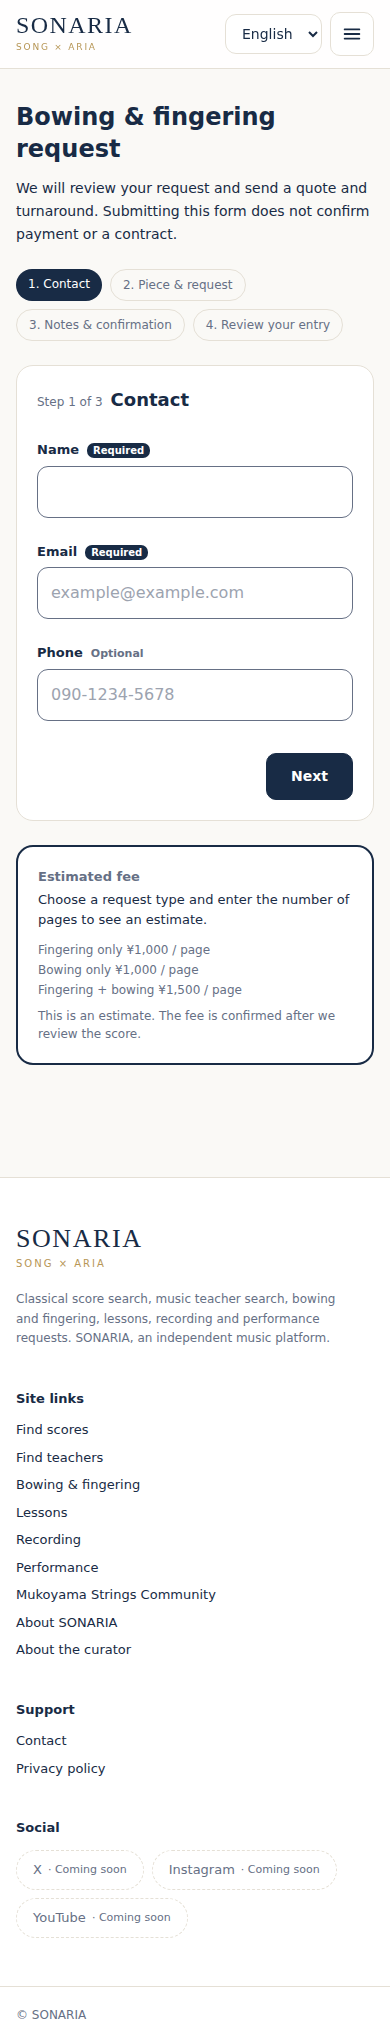 SONARIA
SONG × ARIA
English
Bowing & fingering
request
We will review your request and send a quote and
turnaround. Submitting this form does not confirm
payment or a contract.
1. Contact
2. Piece & request
3. Notes & confirmation
4. Review your entry
Step 1 of 3 Contact
Name Required
Email Required
example@example.com
Phone Optional
090-1234-5678
Next
Estimated fee
Choose a request type and enter the number of
pages to see an estimate.
Fingering only ¥1,000 / page
Bowing only ¥1,000 / page
Fingering + bowing ¥1,500 / page
This is an estimate. The fee is confirmed after we
review the score.
SONARIA
SONG × ARIA
Classical score search, music teacher search, bowing
and fingering, lessons, recording and performance
requests. SONARIA, an independent music platform.
Site links
Find scores
Find teachers
Bowing & fingering
Lessons
Recording
Performance
Mukoyama Strings Community
About SONARIA
About the curator
Support
Contact
Privacy policy
Social
X · Coming soon
Instagram · Coming soon
YouTube · Coming soon
© SONARIA